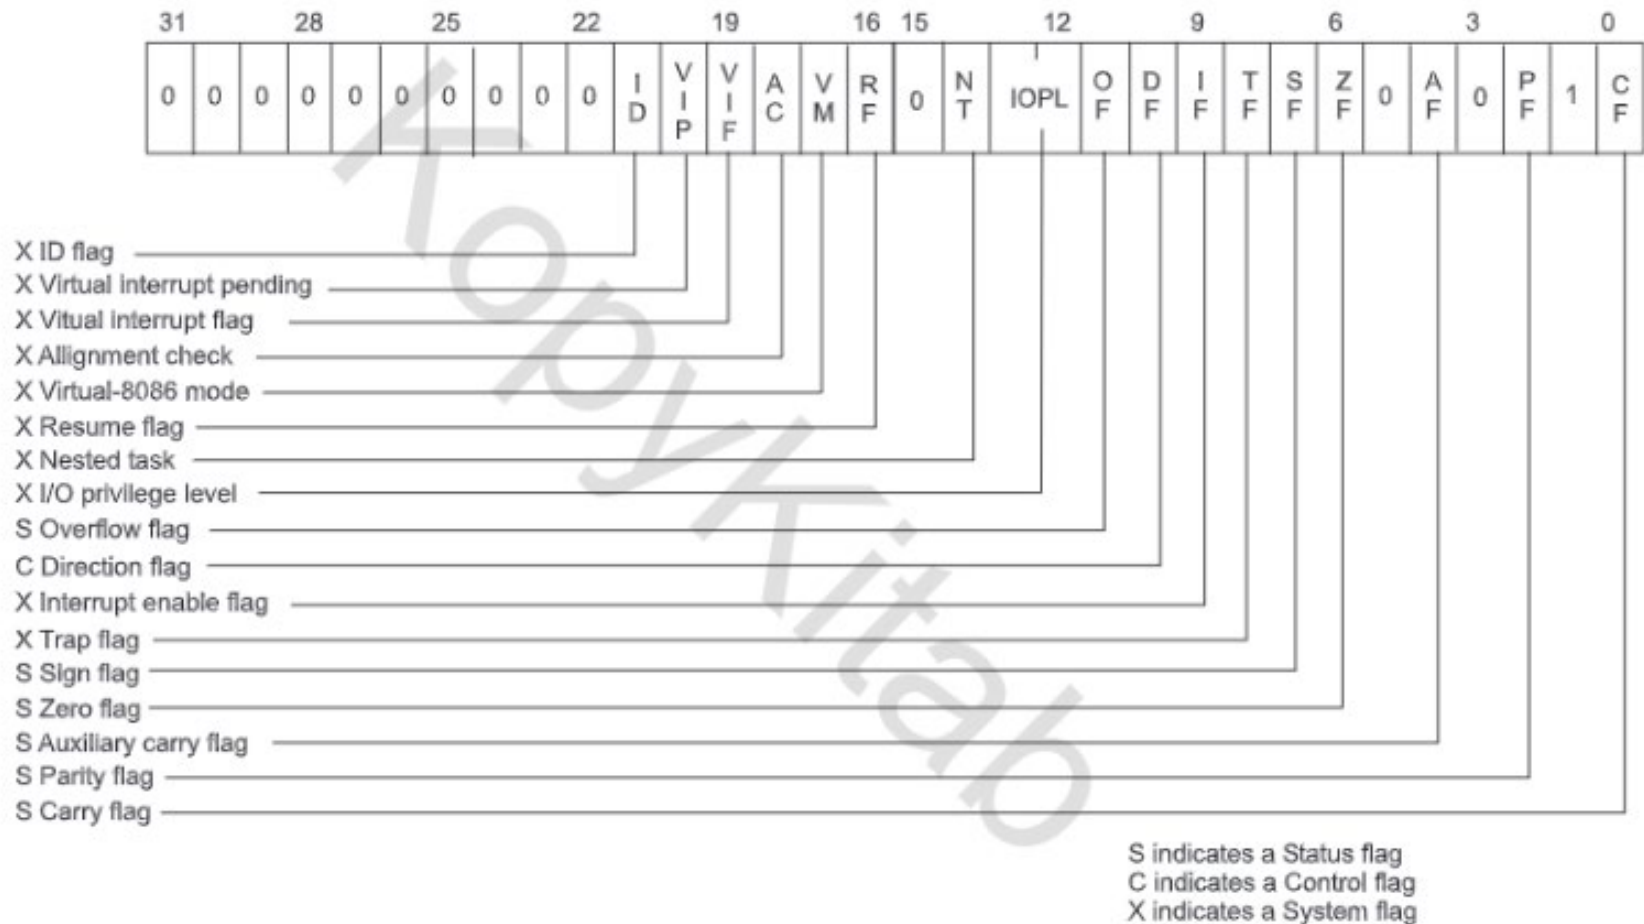 31 28 25 22 19 16 15 12 9 6 3 0
0 0 0 0 0 0 0 0 0 0 ID VIP VIF AC VM RF 0 NT IOPL OF DF IF TF SF ZF 0 AF 0 PF 1 CF
X ID flag
X Virtual interrupt pending
X Vitual interrupt flag
X Allignment check
X Virtual-8086 mode
X Resume flag
X Nested task
X I/O privilege level
S Overflow flag
C Direction flag
X Interrupt enable flag
X Trap flag
S Sign flag
S Zero flag
S Auxiliary carry flag
S Parity flag
S Carry flag
S indicates a Status flag
C indicates a Control flag
X indicates a System flag
KopyKitab